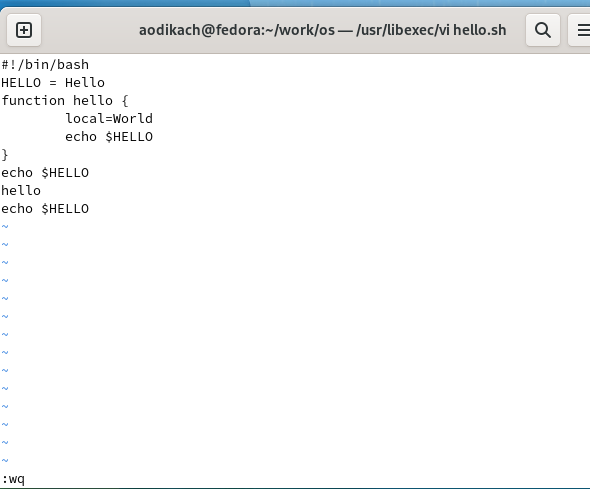 aodikach@fedora:~/work/os — /usr/libexec/vi hello.sh
#!/bin/bash
HELLO = Hello
function hello {
        local=World
        echo $HELLO
}
echo $HELLO
hello
echo $HELLO
~
~
~
~
~
~
~
~
~
~
~
~
~
~
:wq